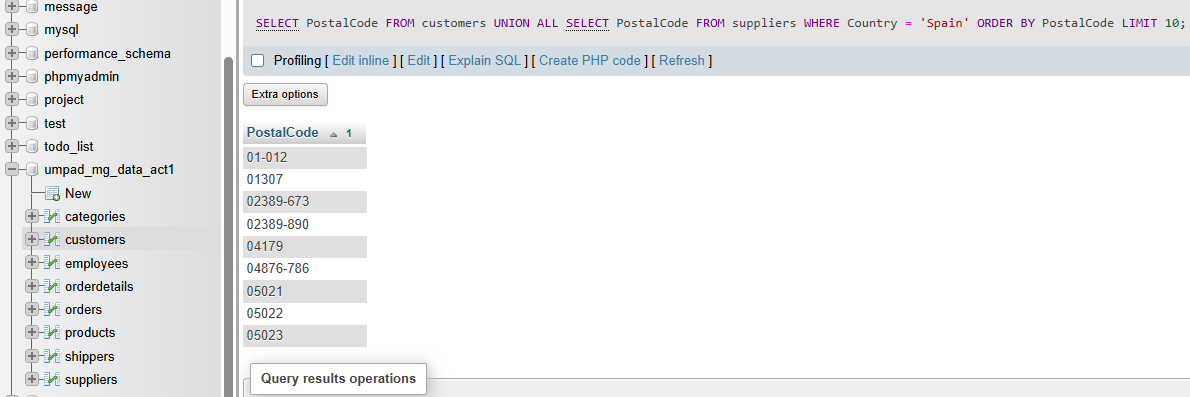 message
mysql
performance_schema
phpmyadmin
project
test
todo_list
umpad_mg_data_act1
New
categories
customers
employees
orderdetails
orders
products
shippers
suppliers
SELECT PostalCode FROM customers UNION ALL SELECT PostalCode FROM suppliers WHERE Country = 'Spain' ORDER BY PostalCode LIMIT 10;
Profiling [ Edit inline ] [ Edit ] [ Explain SQL ] [ Create PHP code ] [ Refresh ]
Extra options
PostalCode 1
01-012
01307
02389-673
02389-890
04179
04876-786
05021
05022
05023
Query results operations